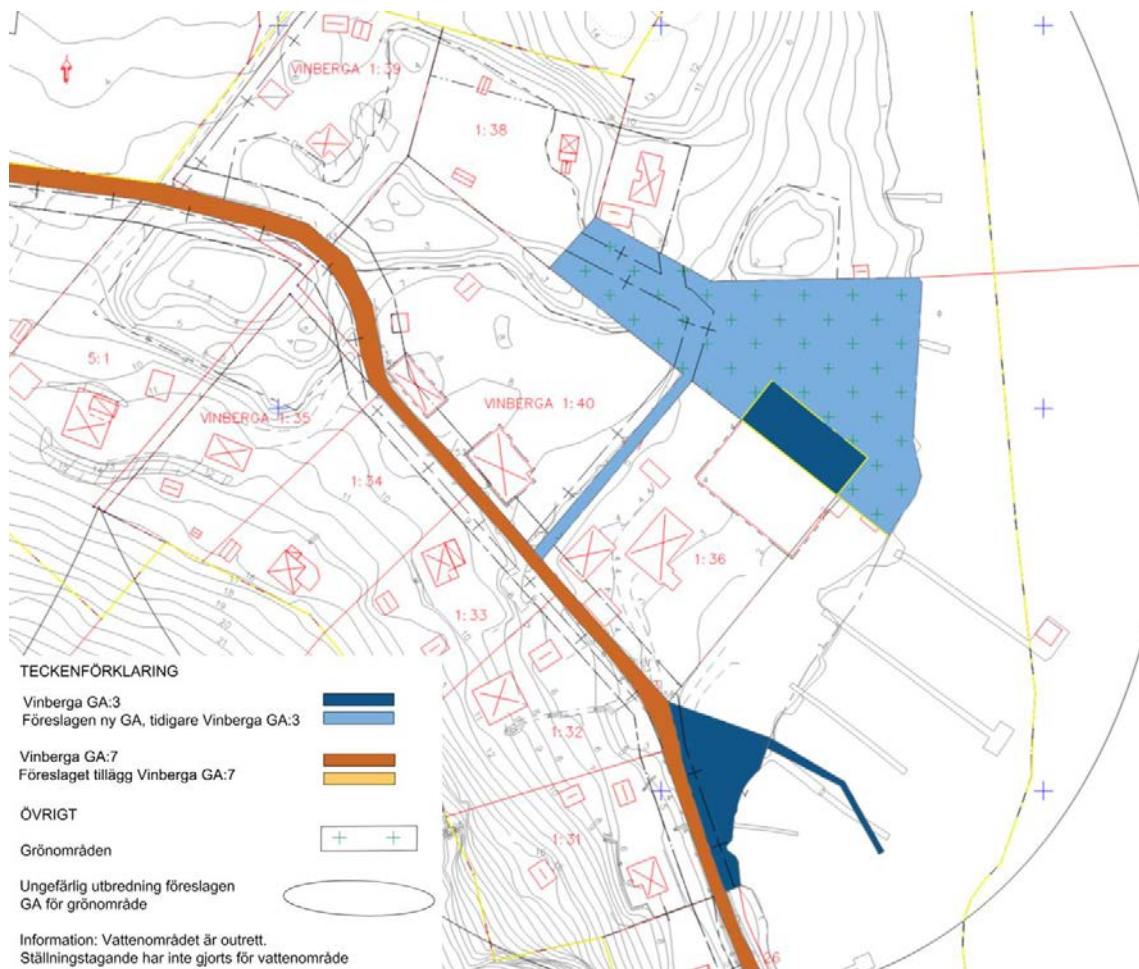 VINBERGA 1:39
1:38
5:1
VINBERGA 1:35
VINBERGA 1:40
1:34
1:36
1:33
1:32
1:31
26
TECKENFÖRKLARING
Vinberga GA:3
Föreslagen ny GA, tidigare Vinberga GA:3
Vinberga GA:7
Föreslaget tillägg Vinberga GA:7
ÖVRIGT
Grönområden
Ungefärlig utbredning föreslagen
GA för grönområde
Information: Vattenområdet är outrett.
Ställningstagande har inte gjorts för vattenområde